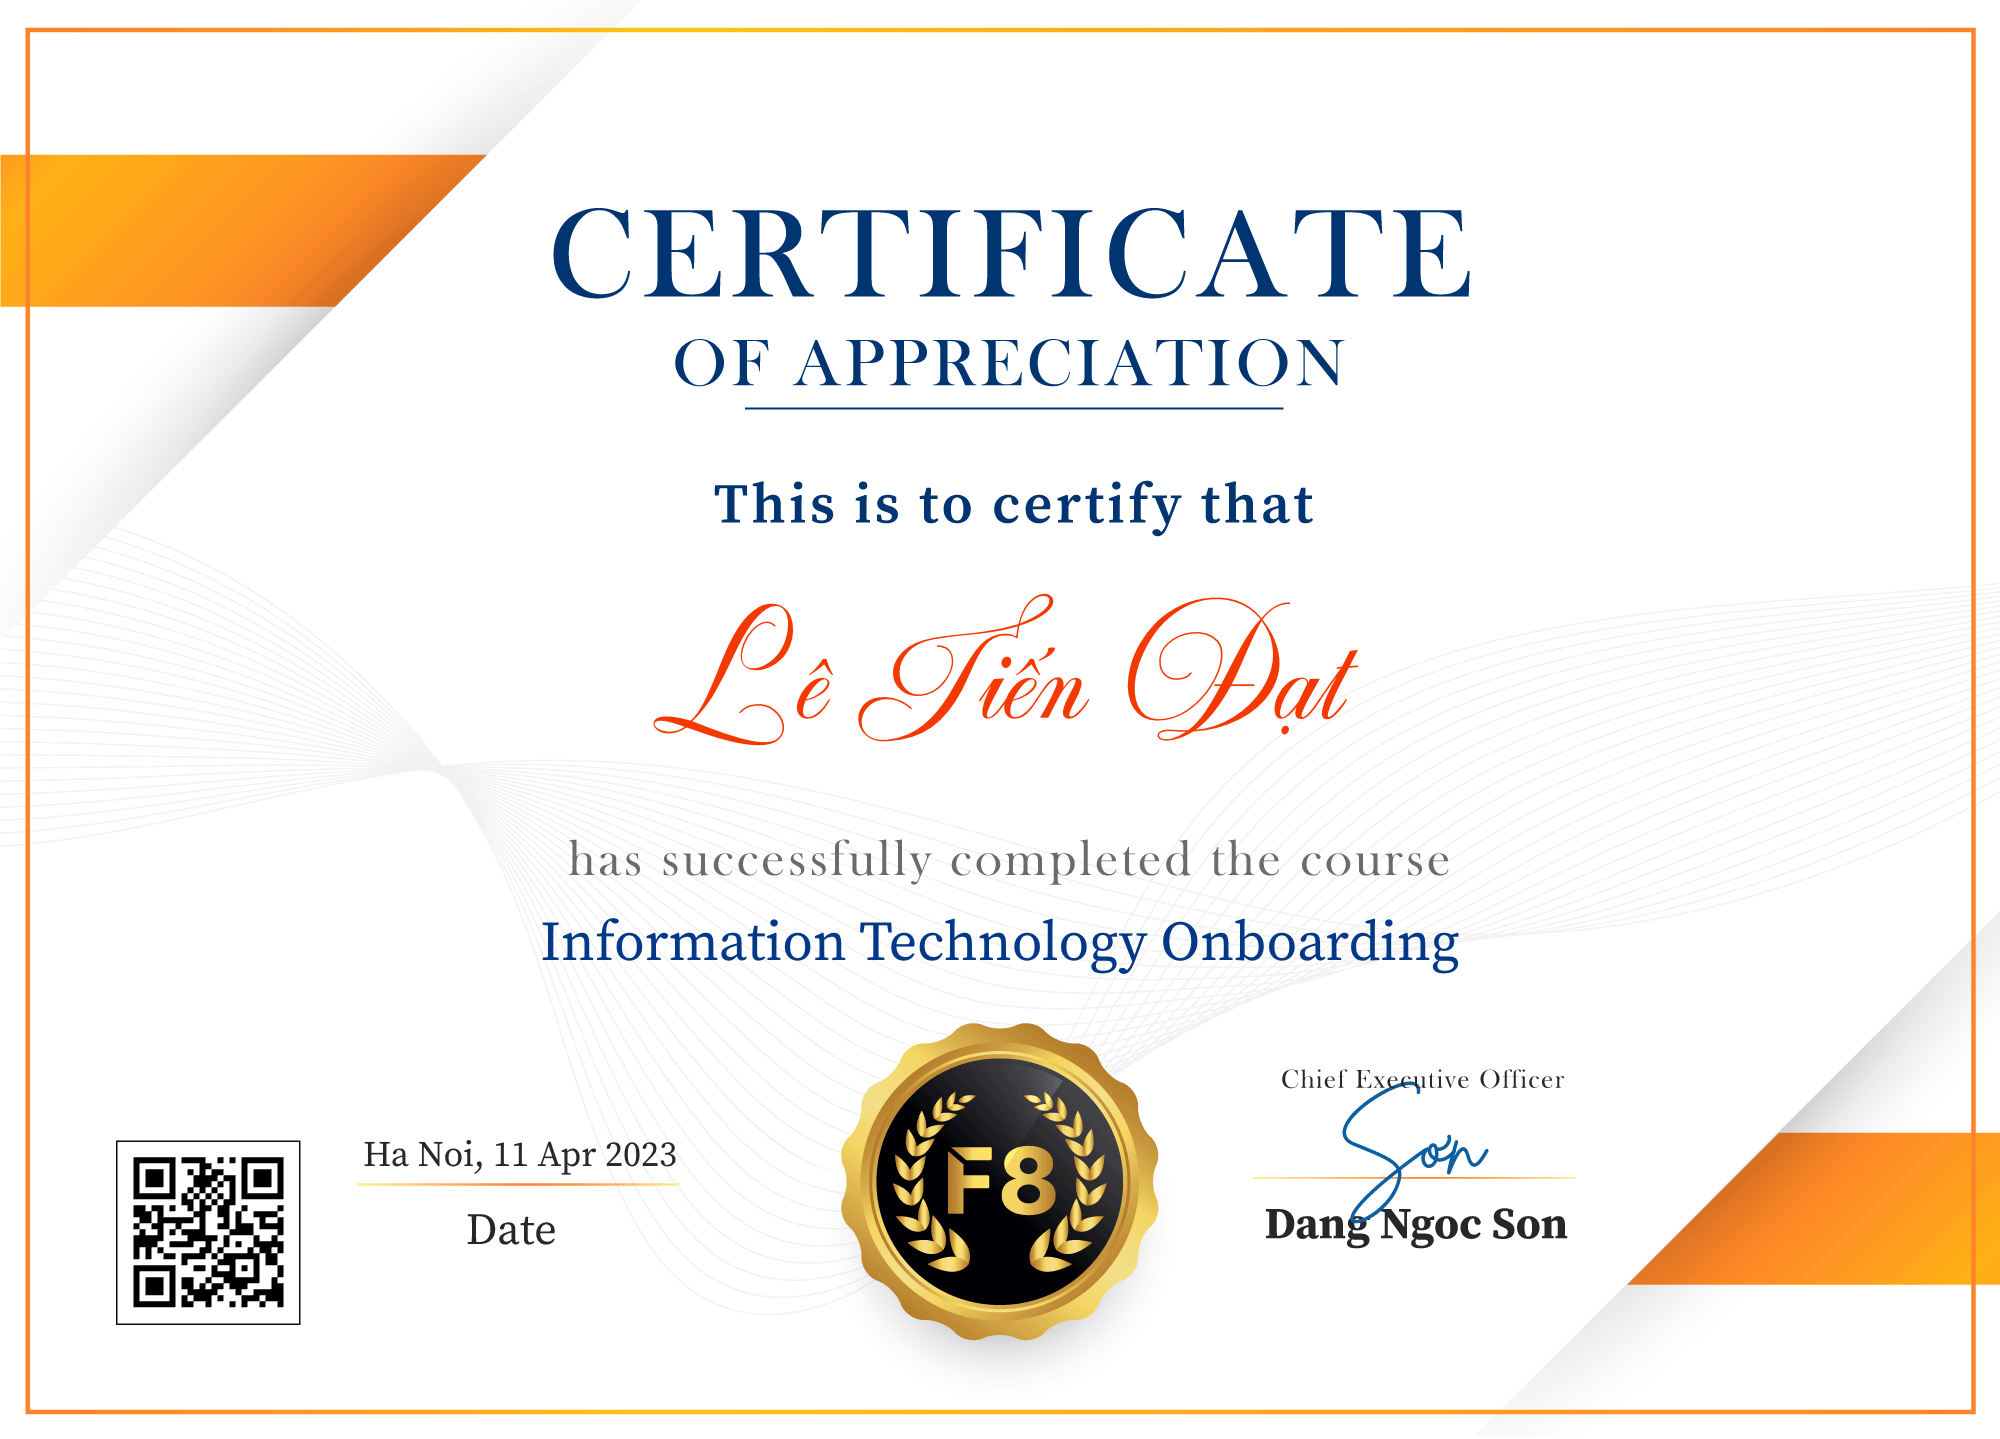 CERTIFICATE
OF APPRECIATION
This is to certify that
Lê Tiến Đạt
has successfully completed the course
Information Technology Onboarding
Ha Noi, 11 Apr 2023
Date
F8
Chief Executive Officer
Son
Dang Ngoc Son